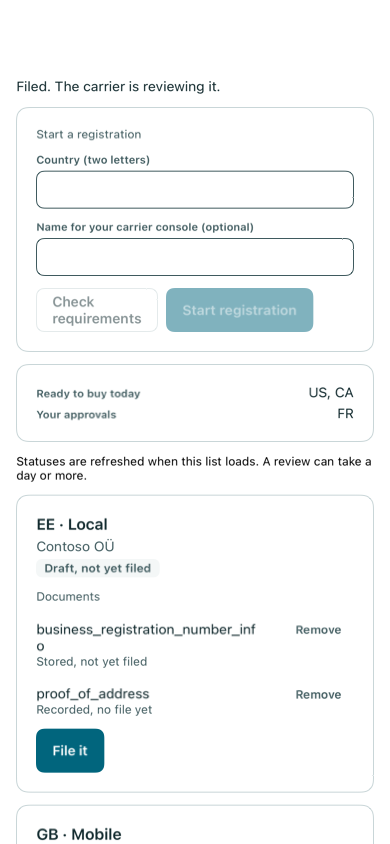 Filed. The carrier is reviewing it.
Start a registration
Country (two letters)
Name for your carrier console (optional)
Check
requirements
Start registration
Ready to buy today
US, CA
Your approvals
FR
Statuses are refreshed when this list loads. A review can take a
day or more.
EE · Local
Contoso OÜ
Draft, not yet filed
Documents
business_registration_number_inf
o
Remove
Stored, not yet filed
proof_of_address
Remove
Recorded, no file yet
File it
GB · Mobile